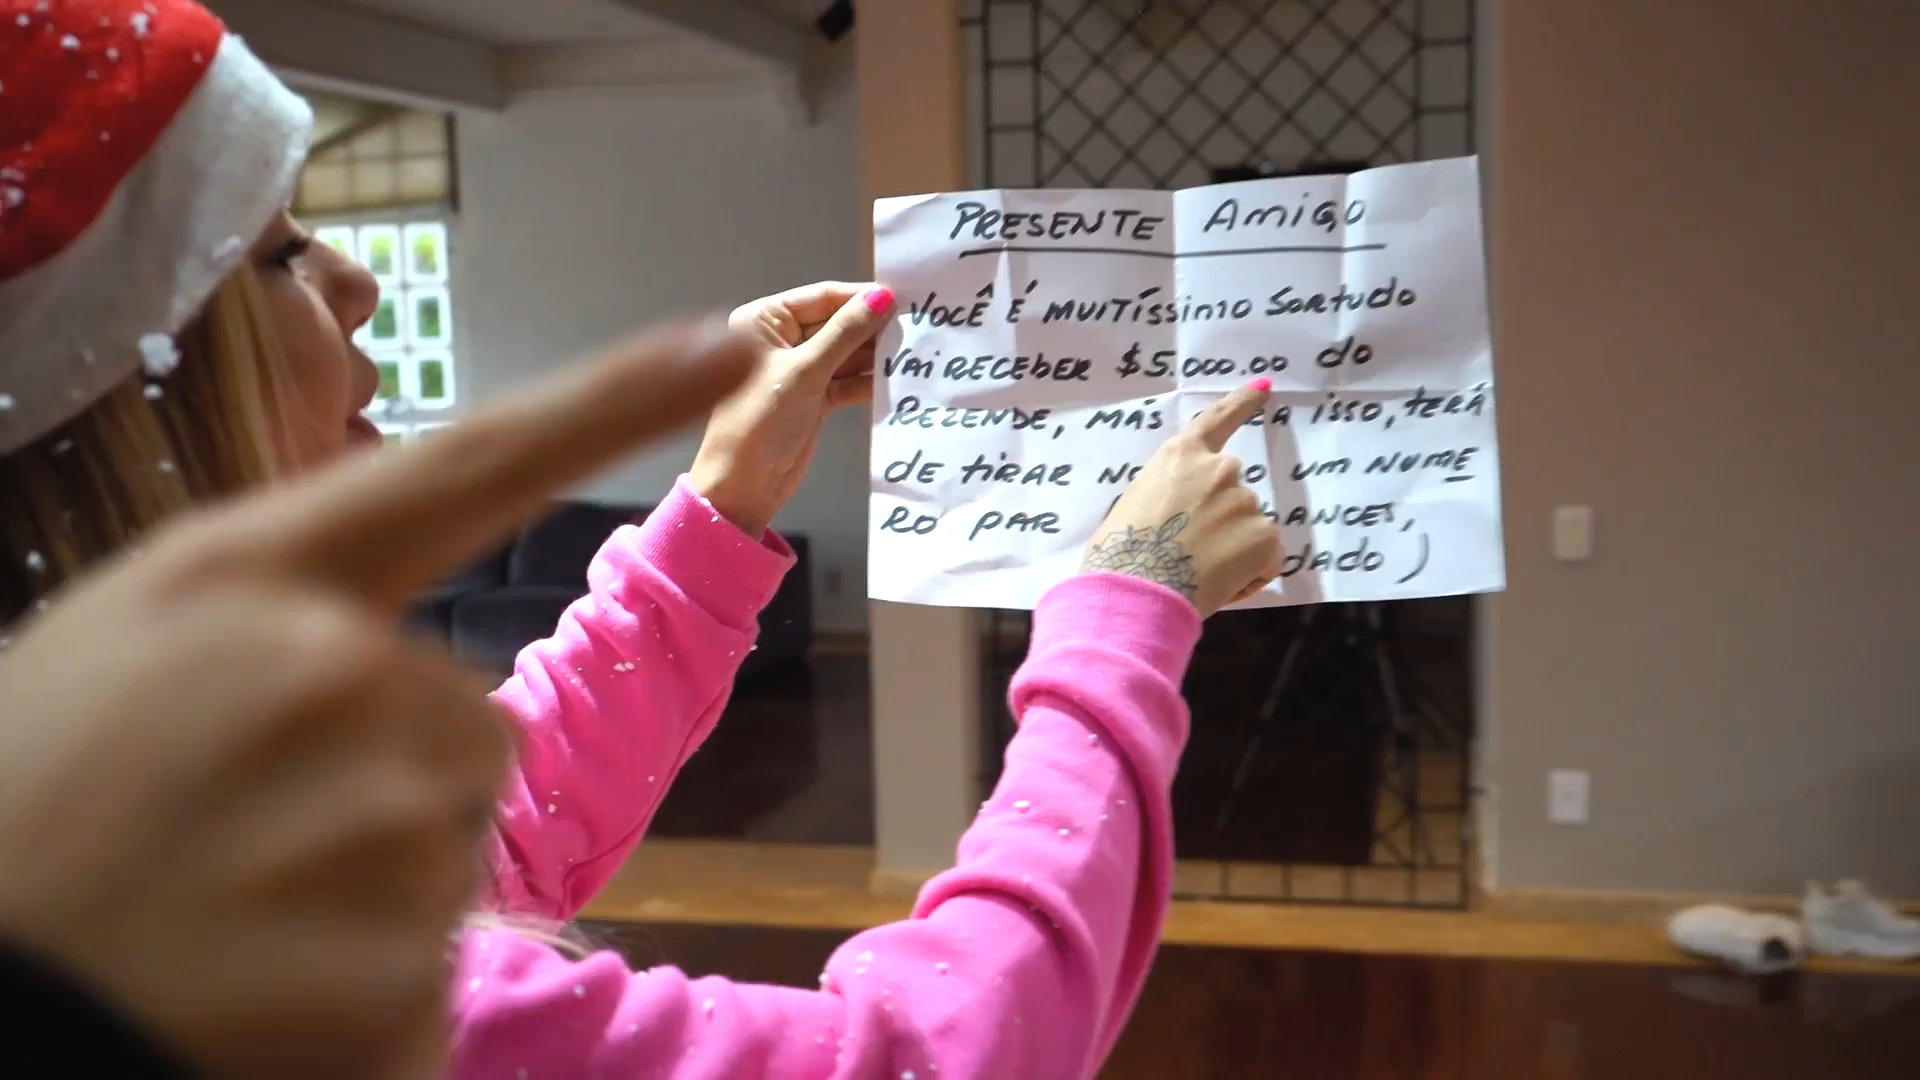 PRESENTE AMIGO
VOCÊ É MUITÍSSIMO SORTUDO
VAI RECEBER $5.000.00 do
REZENDE, MÁS ISSO, TERÁ
DE TIRAR UM NUME
RO PAR
DADO)